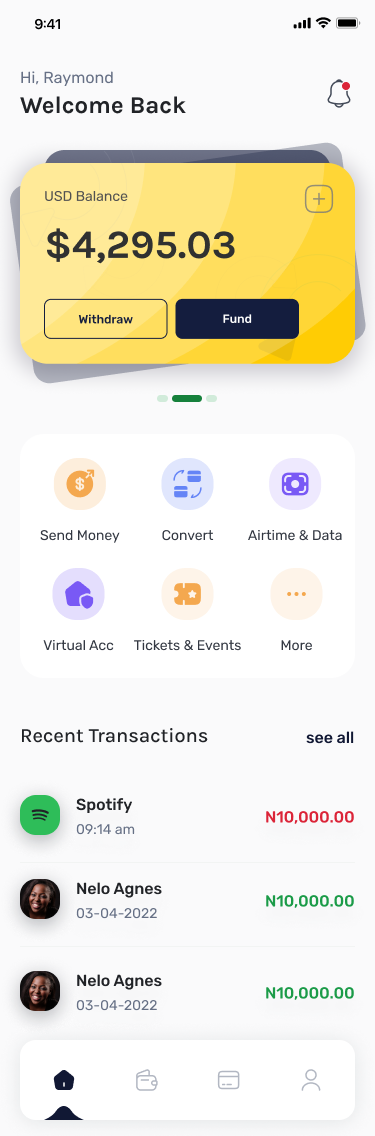 9:41
Hi, Raymond
Welcome Back
USD Balance
$4,295.03
Withdraw
Fund
Send Money
Convert
Airtime & Data
Virtual Acc
Tickets & Events
More
Recent Transactions
see all
Spotify
N10,000.00
09:14 am
Nelo Agnes
N10,000.00
03-04-2022
Nelo Agnes
N10,000.00
03-04-2022